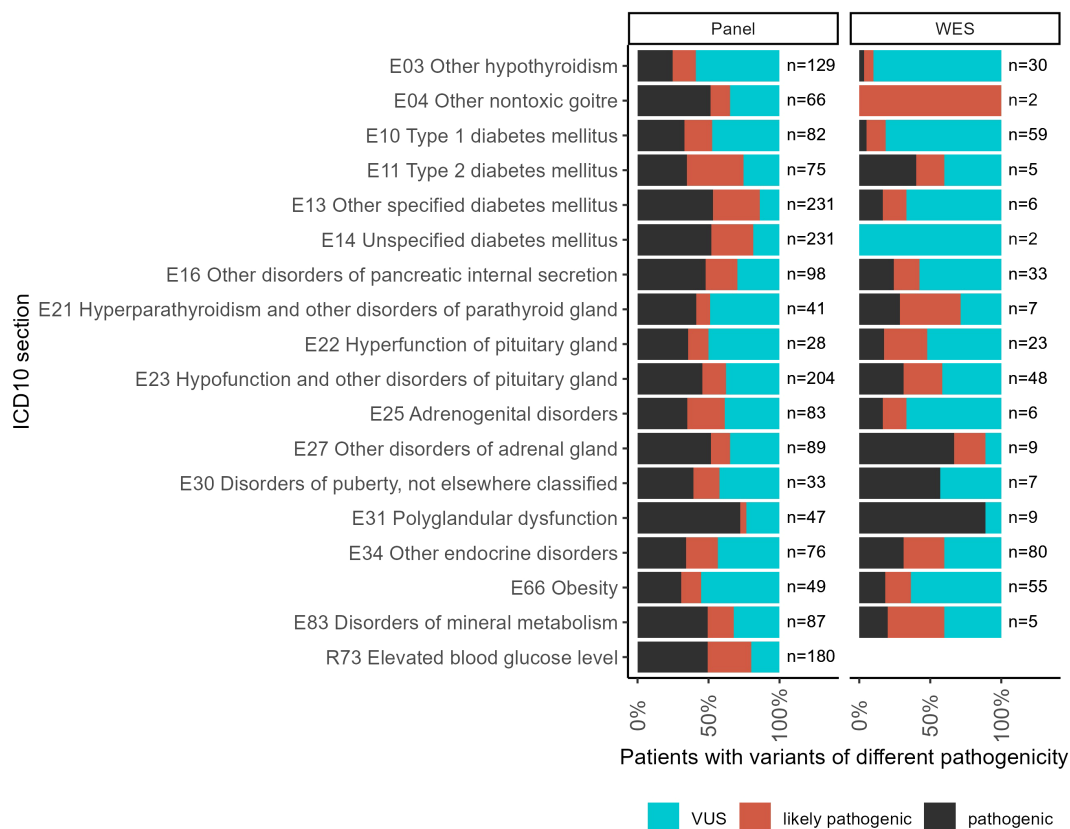 Panel WES
E03 Other hypothyroidism n=129 n=30
E04 Other nontoxic goitre n=66 n=2
E10 Type 1 diabetes mellitus n=82 n=59
E11 Type 2 diabetes mellitus n=75 n=5
E13 Other specified diabetes mellitus n=231 n=6
E14 Unspecified diabetes mellitus n=231 n=2
E16 Other disorders of pancreatic internal secretion n=98 n=33
E21 Hyperparathyroidism and other disorders of parathyroid gland n=41 n=7
E22 Hyperfunction of pituitary gland n=28 n=23
E23 Hypofunction and other disorders of pituitary gland n=204 n=48
E25 Adrenogenital disorders n=83 n=6
E27 Other disorders of adrenal gland n=89 n=9
E30 Disorders of puberty, not elsewhere classified n=33 n=7
E31 Polyglandular dysfunction n=47 n=9
E34 Other endocrine disorders n=76 n=80
E66 Obesity n=49 n=55
E83 Disorders of mineral metabolism n=87 n=5
R73 Elevated blood glucose level n=180
ICD10 section
0% 50% 100% 0% 50% 100%
Patients with variants of different pathogenicity
VUS likely pathogenic pathogenic